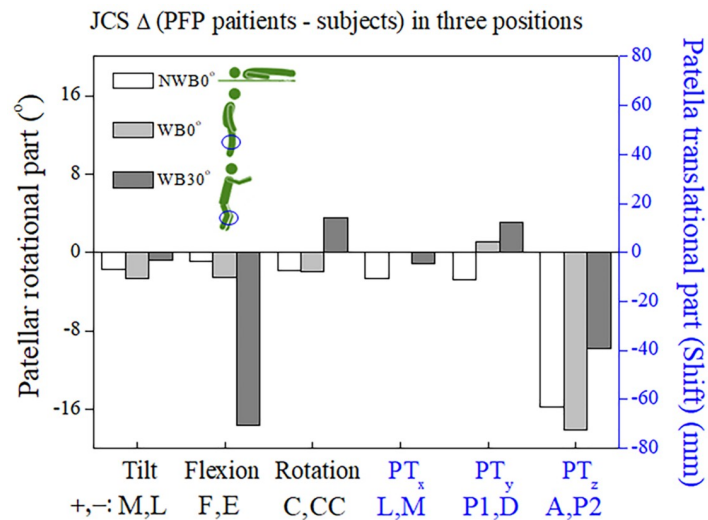 JCS Δ (PFP paitients - subjects) in three positions
Patellar rotational part (°)
16
8
0
-8
-16
NWB0°
WB0°
WB30°
80
60
40
20
0
-20
-40
-60
-80
Patella translational part (Shift) (mm)
Tilt Flexion Rotation PTx PTy PTz
+,−: M,L F,E C,CC L,M P1,D A,P2